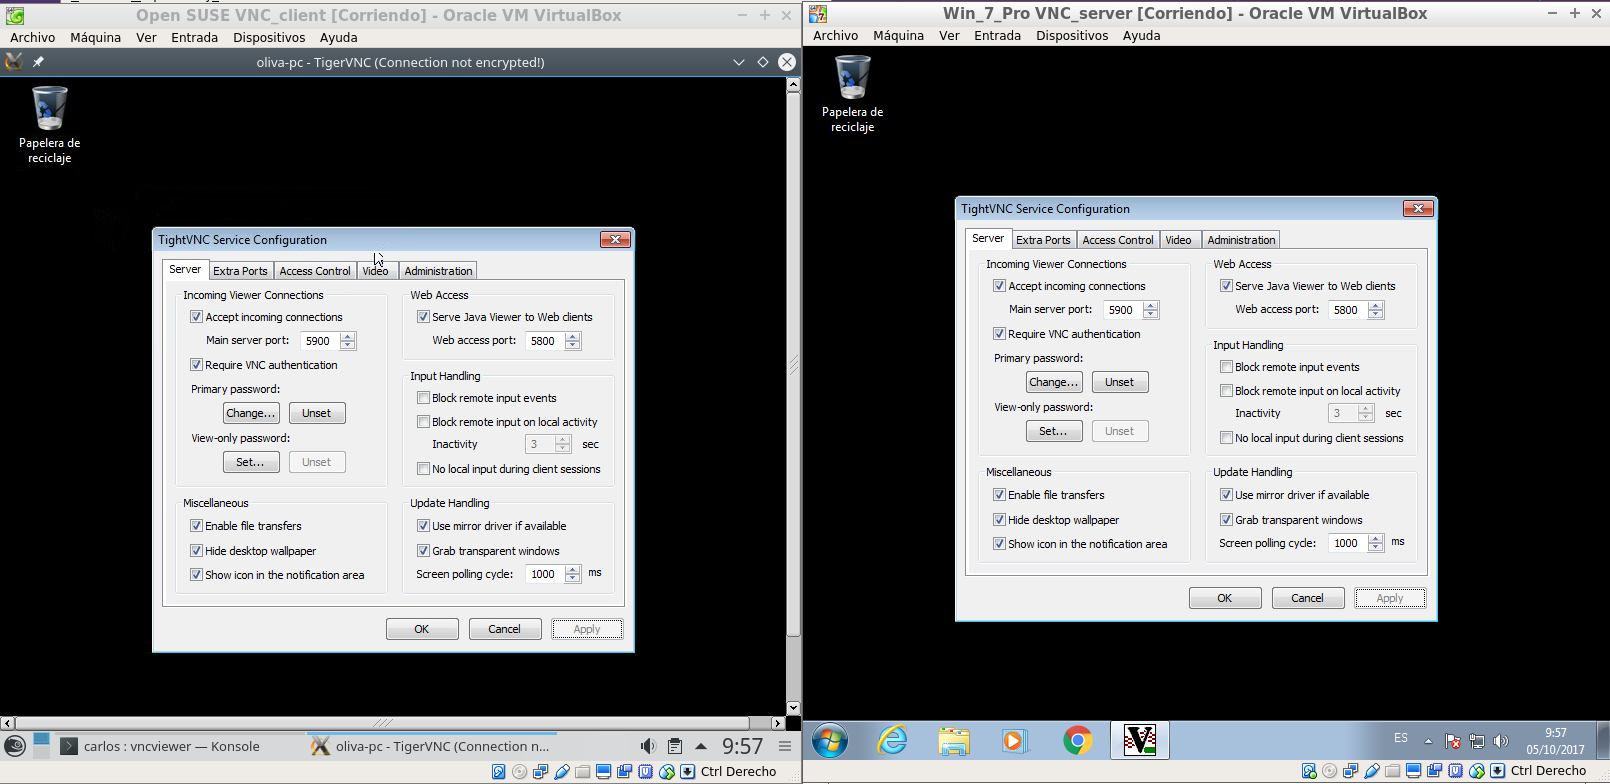 Open SUSE VNC_client [Corriendo] - Oracle VM VirtualBox
Archivo Máquina Ver Entrada Dispositivos Ayuda
oliva-pc - TigerVNC (Connection not encrypted!)
Papelera de
reciclaje
TightVNC Service Configuration
Server Extra Ports Access Control Video Administration
Incoming Viewer Connections
Accept incoming connections
Main server port: 5900
Require VNC authentication
Primary password:
Change... Unset
View-only password:
Set... Unset
Miscellaneous
Enable file transfers
Hide desktop wallpaper
Show icon in the notification area
Web Access
Serve Java Viewer to Web clients
Web access port: 5800
Input Handling
Block remote input events
Block remote input on local activity
Inactivity 3 sec
No local input during client sessions
Update Handling
Use mirror driver if available
Grab transparent windows
Screen polling cycle: 1000 ms
OK Cancel Apply
carlos : vncviewer — Konsole
oliva-pc - TigerVNC (Connection n...
9:57
Ctrl Derecho
Win_7_Pro VNC_server [Corriendo] - Oracle VM VirtualBox
Archivo Máquina Ver Entrada Dispositivos Ayuda
Papelera de
reciclaje
TightVNC Service Configuration
Server Extra Ports Access Control Video Administration
Incoming Viewer Connections
Accept incoming connections
Main server port: 5900
Require VNC authentication
Primary password:
Change... Unset
View-only password:
Set... Unset
Miscellaneous
Enable file transfers
Hide desktop wallpaper
Show icon in the notification area
Web Access
Serve Java Viewer to Web clients
Web access port: 5800
Input Handling
Block remote input events
Block remote input on local activity
Inactivity 3 sec
No local input during client sessions
Update Handling
Use mirror driver if available
Grab transparent windows
Screen polling cycle: 1000 ms
OK Cancel Apply
ES
9:57
05/10/2017
Ctrl Derecho